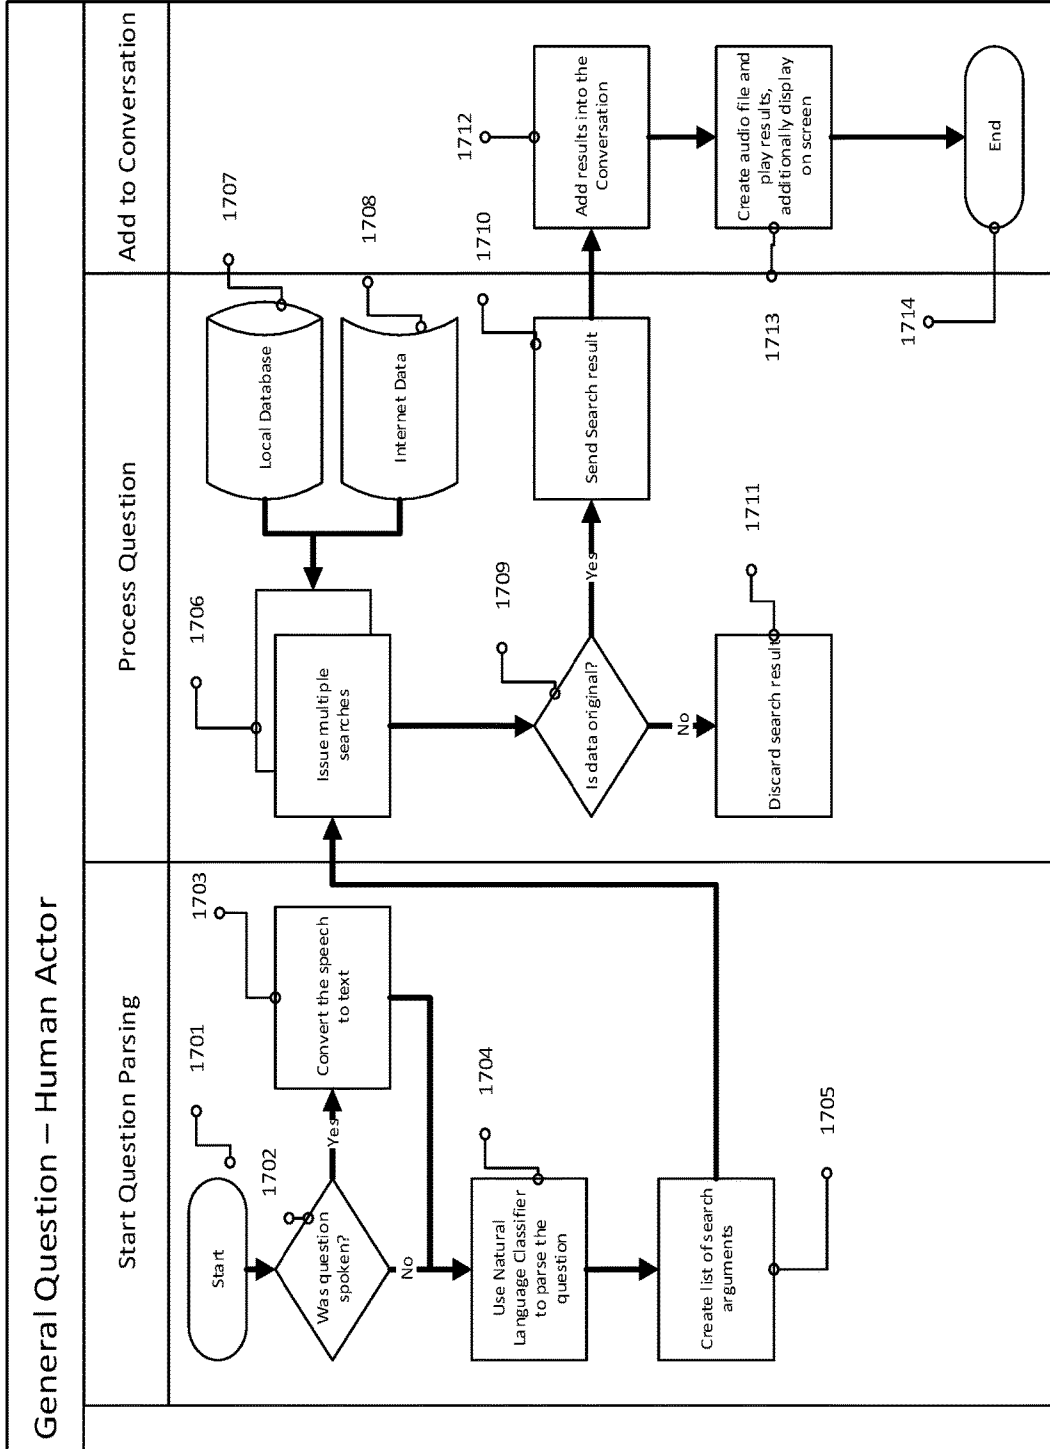 General Question – Human Actor
Start Question Parsing
Process Question
Add to Conversation
1701
Start
1702
Was question
spoken?
Yes
No
1703
Convert the speech
to text
1704
Use Natural
Language Classifier
to parse the
question
1705
Create list of search
arguments
1706
Issue multiple
searches
1707
Local Database
1708
Internet Data
1709
Is data original?
Yes
No
1710
Send Search result
1711
Discard search result
1712
Add results into the
Conversation
1713
Create audio file and
play results,
additionally display
on screen
1714
End